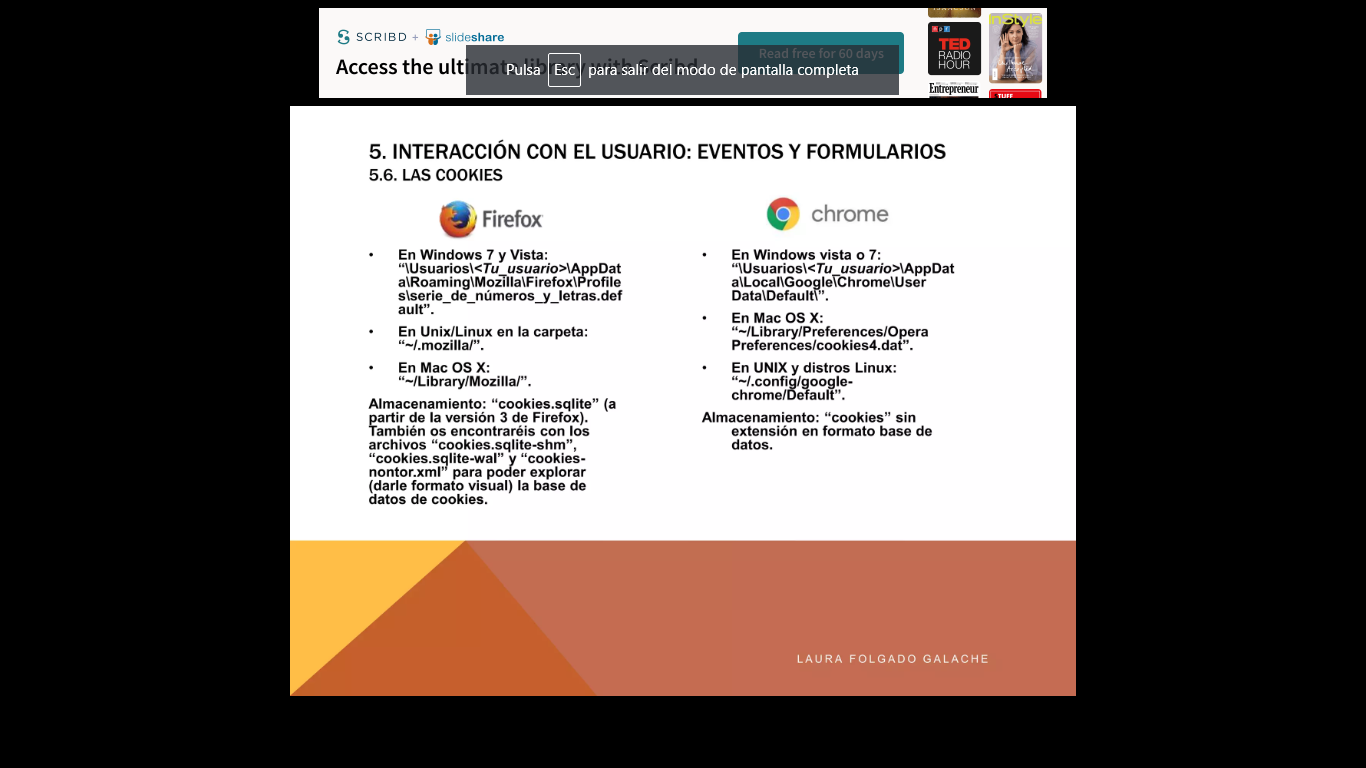 SCRIBD + slideshare
Access the ultimate library with Scribd
Read free for 60 days
Pulsa Esc para salir del modo de pantalla completa
TED
RADIO
HOUR
InStyle
Entrepreneur
5. INTERACCIÓN CON EL USUARIO: EVENTOS Y FORMULARIOS
5.6. LAS COOKIES
Firefox
• En Windows 7 y Vista:
“\Usuarios\<Tu_usuario>\AppDat
a\Roaming\Mozilla\Firefox\Profile
s\serie_de_números_y_letras.def
ault”.
• En Unix/Linux en la carpeta:
“~/.mozilla/”.
• En Mac OS X:
“~/Library/Mozilla/”.
Almacenamiento: “cookies.sqlite” (a
partir de la versión 3 de Firefox).
También os encontraréis con los
archivos “cookies.sqlite-shm”,
“cookies.sqlite-wal” y “cookies-
nontor.xml” para poder explorar
(darle formato visual) la base de
datos de cookies.
chrome
• En Windows vista o 7:
“\Usuarios\<Tu_usuario>\AppDat
a\Local\Google\Chrome\User
Data\Default\”.
• En Mac OS X:
“~/Library/Preferences/Opera
Preferences/cookies4.dat”.
• En UNIX y distros Linux:
“~/.config/google-
chrome/Default”.
Almacenamiento: “cookies” sin
extensión en formato base de
datos.
LAURA FOLGADO GALACHE